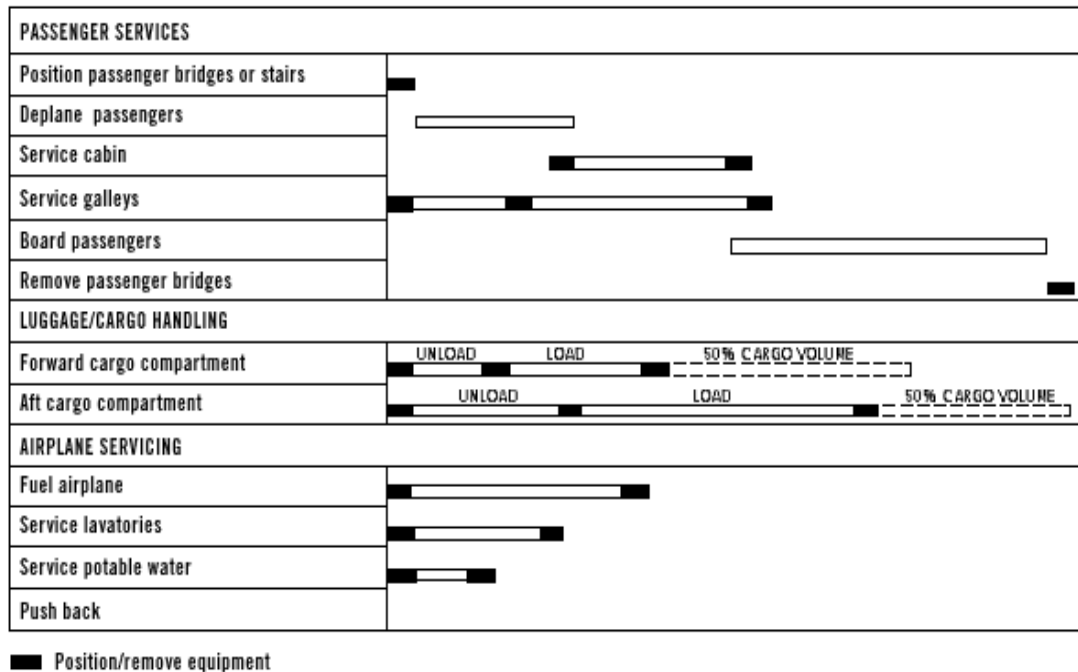 PASSENGER SERVICES
Position passenger bridges or stairs
Deplane passengers
Service cabin
Service galleys
Board passengers
Remove passenger bridges
LUGGAGE/CARGO HANDLING
Forward cargo compartment UNLOAD LOAD 50% CARGO VOLUME
Aft cargo compartment UNLOAD LOAD 50% CARGO VOLUME
AIRPLANE SERVICING
Fuel airplane
Service lavatories
Service potable water
Push back
Position/remove equipment